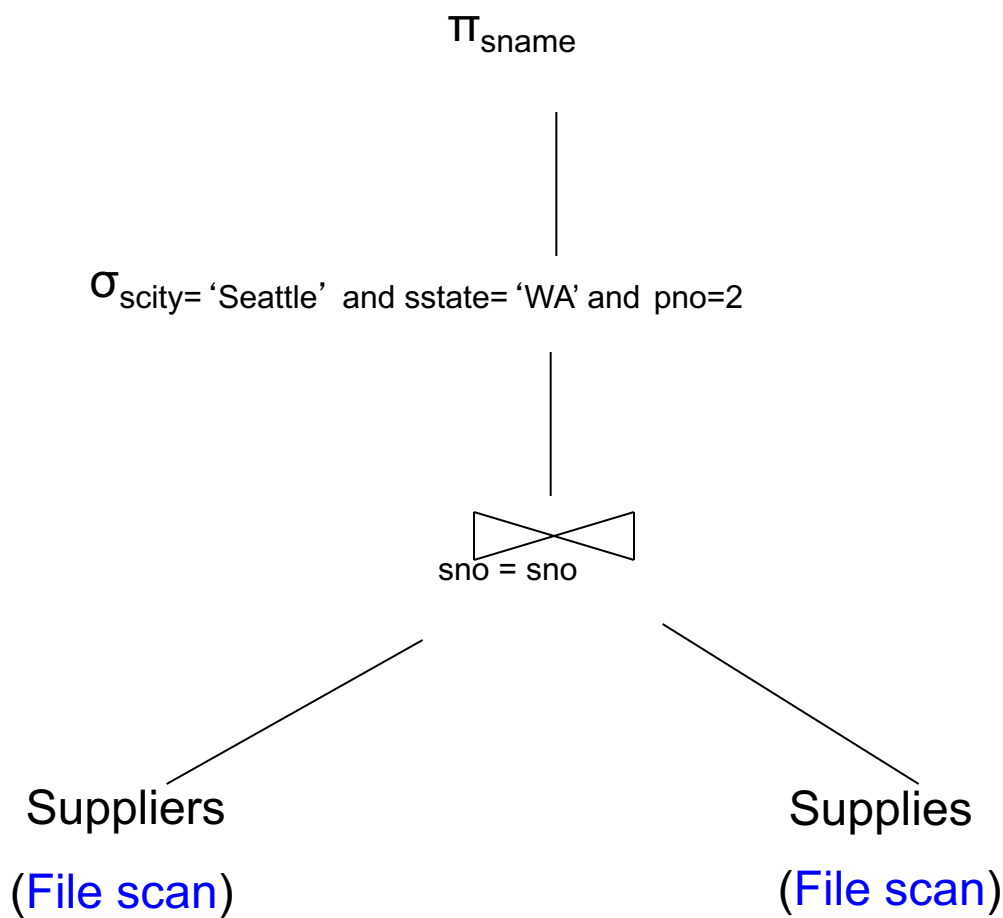 πsname
σscity= ‘Seattle’ and sstate= ‘WA’ and pno=2
sno = sno
Suppliers
Supplies
(File scan)
(File scan)